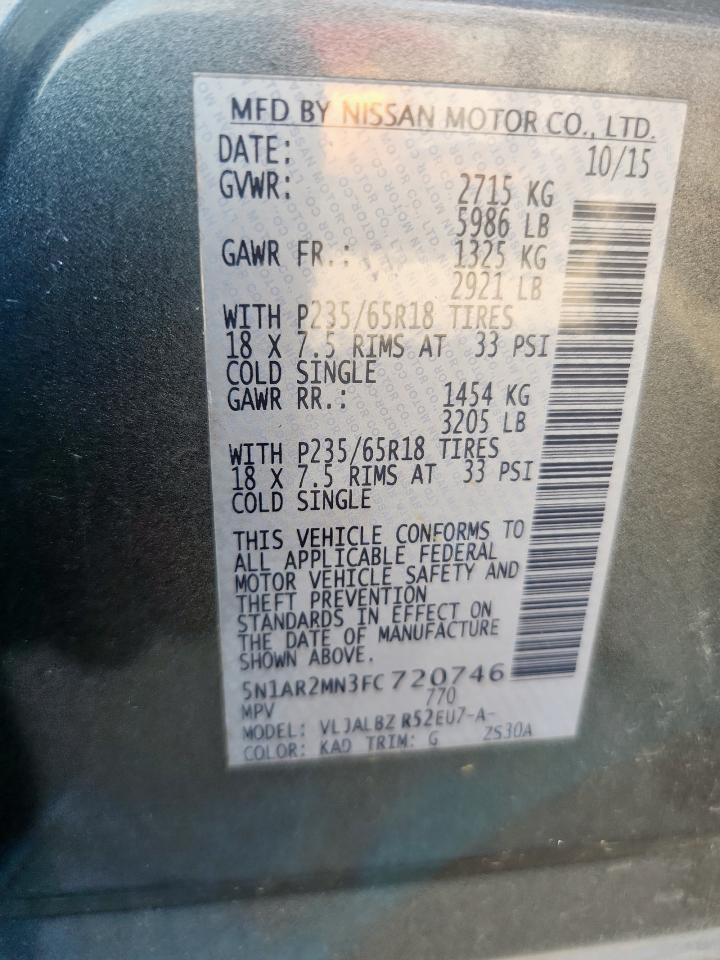 MFD BY NISSAN MOTOR CO., LTD.
DATE: 10/15
GVWR: 2715 KG
5986 LB
GAWR FR.: 1325 KG
2921 LB
WITH P235/65R18 TIRES
18 X 7.5 RIMS AT 33 PSI
COLD SINGLE
GAWR RR.: 1454 KG
3205 LB
WITH P235/65R18 TIRES
18 X 7.5 RIMS AT 33 PSI
COLD SINGLE
THIS VEHICLE CONFORMS TO
ALL APPLICABLE FEDERAL
MOTOR VEHICLE SAFETY AND
THEFT PREVENTION
STANDARDS IN EFFECT ON
THE DATE OF MANUFACTURE
SHOWN ABOVE.
5N1AR2MN3FC720746
MPV 770
MODEL: R52EU7-A-
COLOR: KAD TRIM: G ZS30A